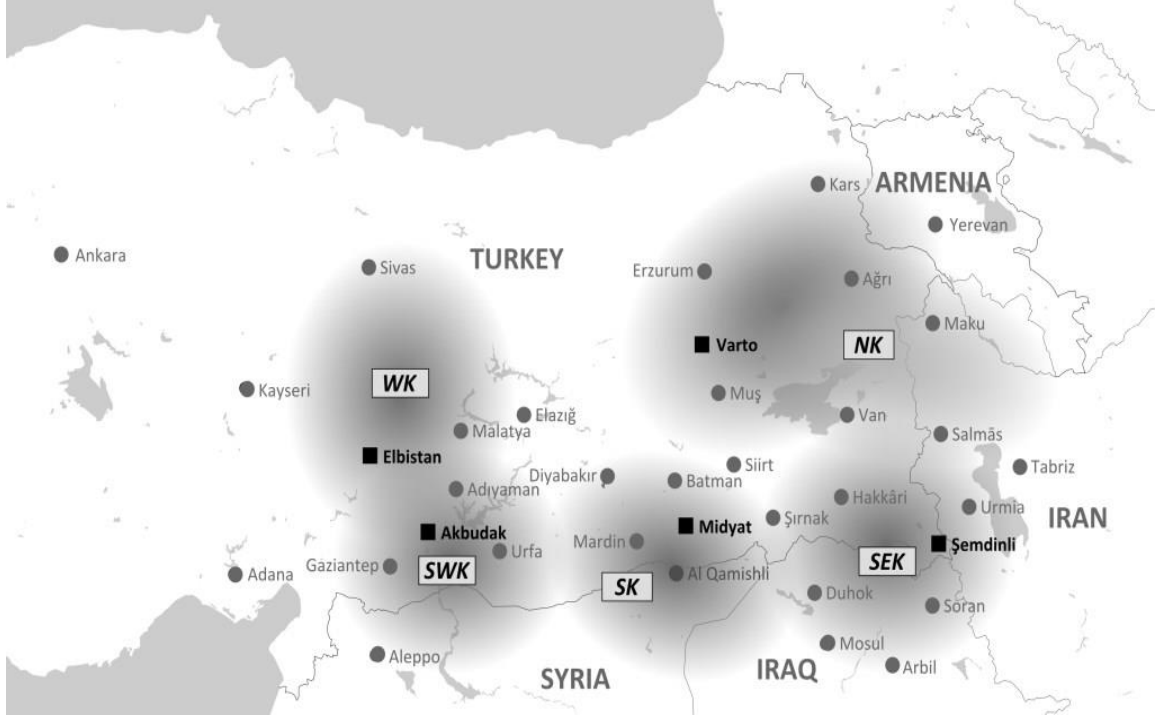 Kars
ARMENIA
Yerevan
Ankara
Sivas
TURKEY
Erzurum
Ağrı
Maku
Varto
NK
WK
Kayseri
Muş
Elazığ
Van
Malatya
Salmās
Elbistan
Siirt
Tabriz
Diyabakır
Batman
Adıyaman
Hakkâri
Urmia
IRAN
Şırnak
Midyat
Akbudak
Mardin
Şemdinli
Urfa
Gaziantep
SWK
SEK
Adana
SK
Al Qamishli
Duhok
Soran
Mosul
Aleppo
Arbil
SYRIA
IRAQ